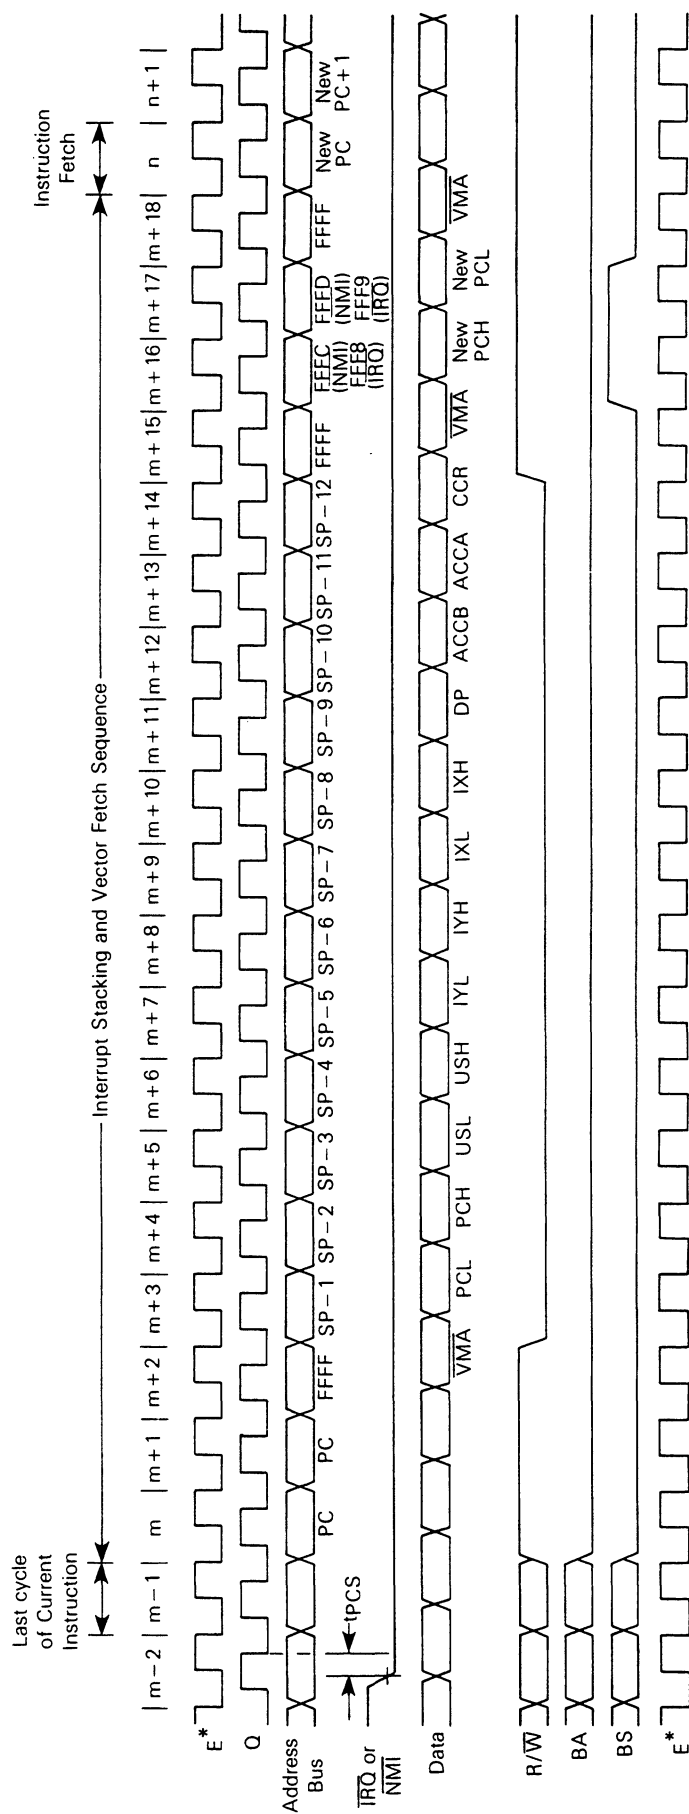 Last cycle
of Current
Instruction
Interrupt Stacking and Vector Fetch Sequence
Instruction
Fetch
| m – 2 | m – 1 | m | m + 1 | m + 2 | m + 3 | m + 4 | m + 5 | m + 6 | m + 7 | m + 8 | m + 9 | m + 10 | m + 11 | m + 12 | m + 13 | m + 14 | m + 15 | m + 16 | m + 17 | m + 18 | n | n + 1 |
E*
Q
Address
Bus
PC PC FFFF SP – 1 SP – 2 SP – 3 SP – 4 SP – 5 SP – 6 SP – 7 SP – 8 SP – 9 SP – 10 SP – 11 SP – 12 FFFF
FFFC
(NMI)
FFF8
(IRQ)
FFFD
(NMI)
FFF9
(IRQ)
FFFF
New
PC
New
PC + 1
tPCS
IRQ or
NMI
Data
VMA PCL PCH USL USH IYL IYH IXL IXH DP ACCB ACCA CCR VMA
New
PCH
New
PCL
VMA
R/W
BA
BS
E*